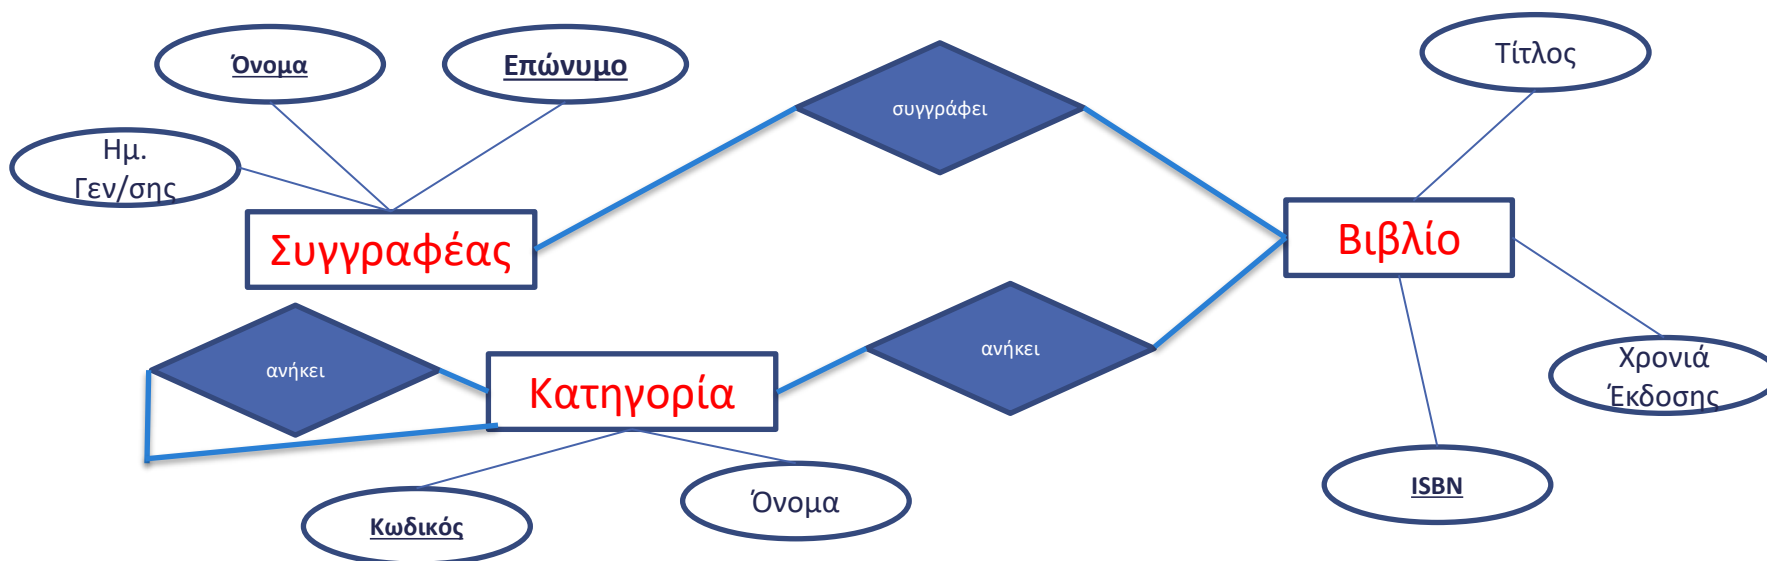 Όνομα
Επώνυμο
Τίτλος
συγγράφει
Ημ.
Γεν/σης
Συγγραφέας
Βιβλίο
ανήκει
ανήκει
Κατηγορία
Χρονιά
Έκδοσης
Κωδικός
Όνομα
ISBN